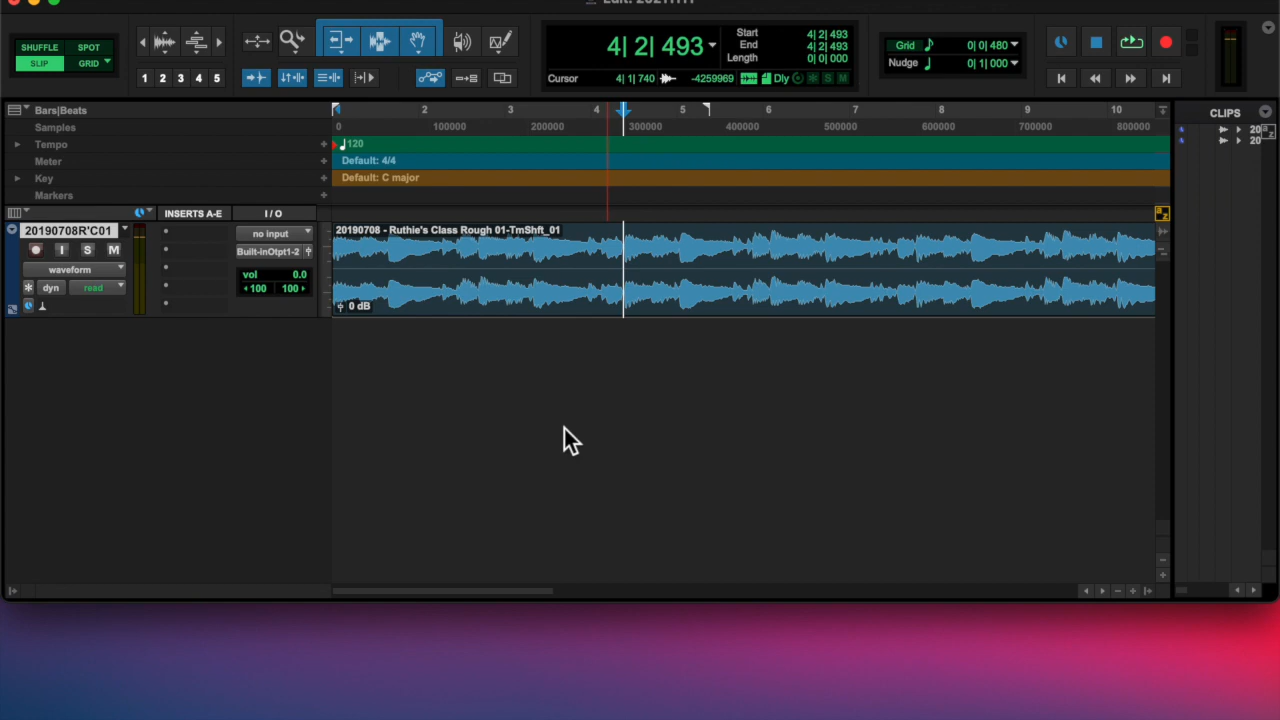 SHUFFLE SPOT
SLIP GRID
1 2 3 4 5
4| 2| 493
Start 4| 2| 493
End 4| 2| 493
Length 0| 0| 000
Cursor 4| 1| 740 -4259969 Dly S M
Grid 0| 0| 480
Nudge 0| 1| 000
Bars|Beats 2 3 4 5 6 7 8 9 10
Samples 0 100000 200000 300000 400000 500000 600000 700000 800000
Tempo + 120
Meter + Default: 4/4
Key + Default: C major
Markers +
CLIPS
20
20
INSERTS A-E I / O
20190708R'C01
I S M
waveform
dyn read
no input
Built-inOtpt1-2
vol 0.0
100 100
20190708 - Ruthie's Class Rough 01-TmShft_01
0 dB